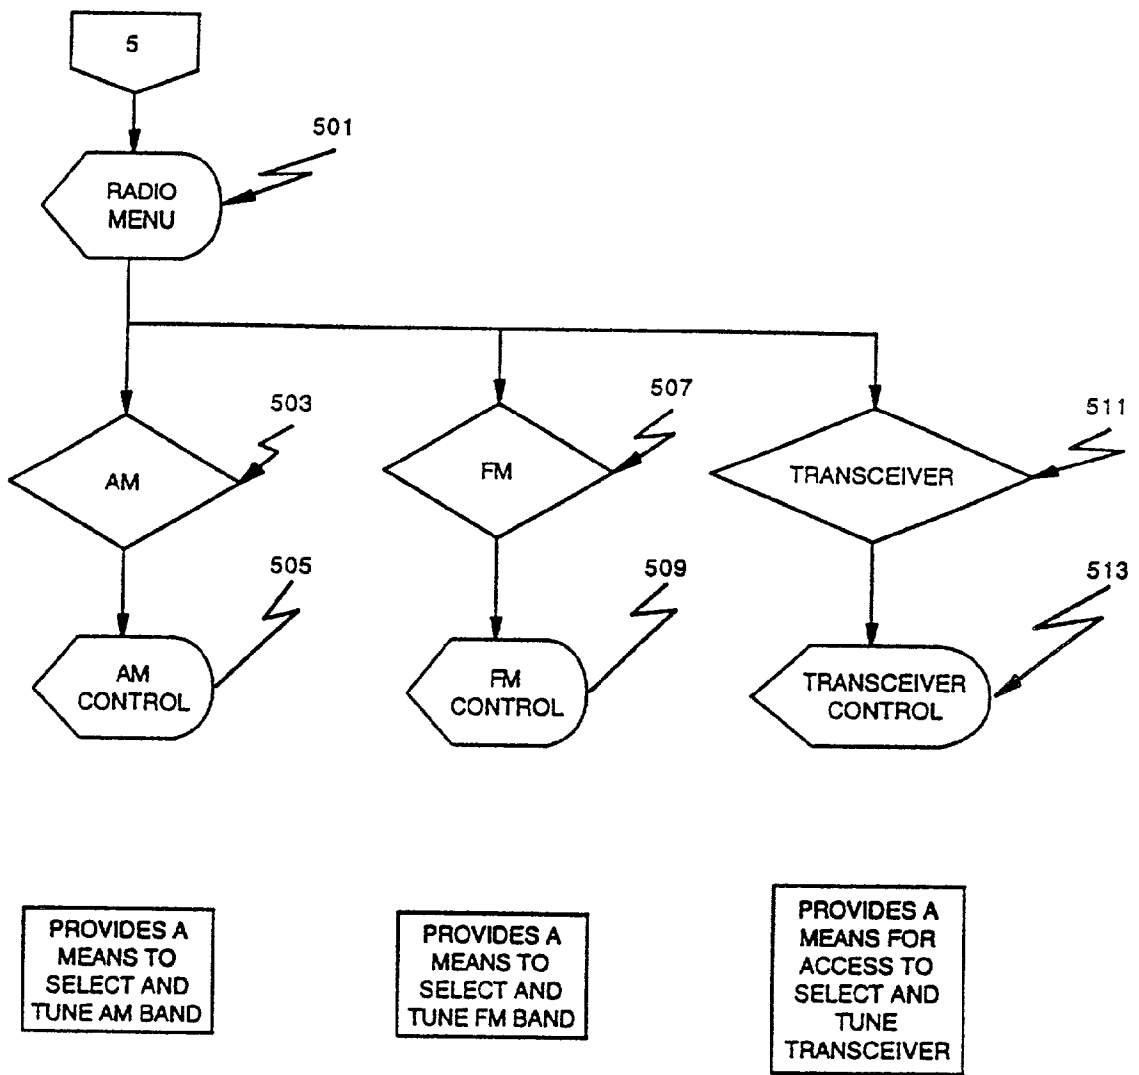 5
501
RADIO
MENU
503
507
511
AM
FM
TRANSCEIVER
505
509
513
AM
CONTROL
FM
CONTROL
TRANSCEIVER
CONTROL
PROVIDES A
MEANS TO
SELECT AND
TUNE AM BAND
PROVIDES A
MEANS TO
SELECT AND
TUNE FM BAND
PROVIDES A
MEANS FOR
ACCESS TO
SELECT AND
TUNE
TRANSCEIVER